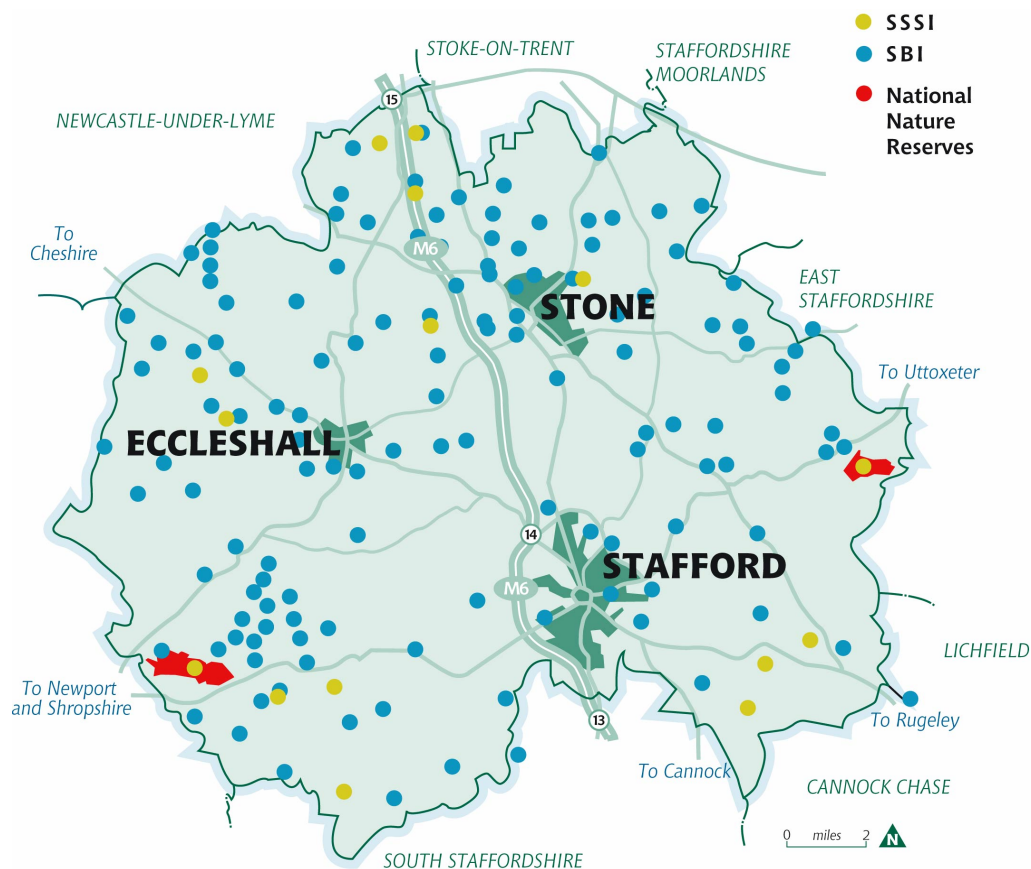 SSSI
SBI
National
Nature
Reserves
STOKE-ON-TRENT
STAFFORDSHIRE
MOORLANDS
15
NEWCASTLE-UNDER-LYME
To
Cheshire
M6
EAST
STAFFORDSHIRE
STONE
To Uttoxeter
ECCLESHALL
14
STAFFORD
M6
LICHFIELD
To Newport
and Shropshire
13
To Rugeley
To Cannock
CANNOCK CHASE
0 miles 2
N
SOUTH STAFFORDSHIRE